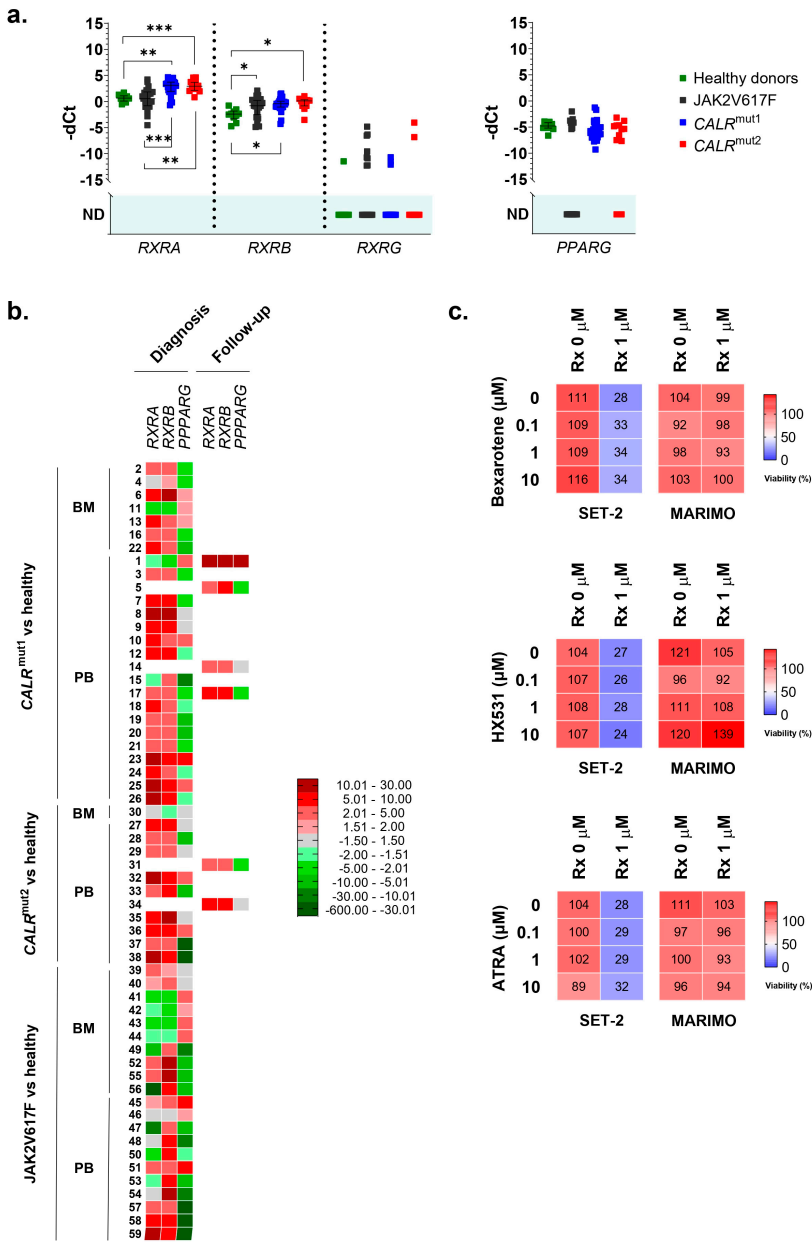 a.
***
**
***
**
*
*
*
-dCt
15
10
5
0
-5
-10
-15
ND
RXRA
RXRB
RXRG
-dCt
15
10
5
0
-5
-10
-15
ND
PPARG
Healthy donors
JAK2V617F
CALRmut1
CALRmut2
b.
Diagnosis
Follow-up
RXRA
RXRB
PPPARG
RXRA
RXRB
PPPARG
CALRmut1 vs healthy
BM
2
4
6
11
13
16
22
PB
1
3
5
7
8
9
10
12
14
15
17
18
19
20
21
23
24
25
26
CALRmut2 vs healthy
BM
30
PB
27
28
29
31
32
33
34
35
36
37
38
JAK2V617F vs healthy
BM
39
40
41
42
43
44
49
52
55
56
PB
45
46
47
48
50
51
53
54
57
58
59
10.01 - 30.00
5.01 - 10.00
2.01 - 5.00
1.51 - 2.00
-1.50 - 1.50
-2.00 - -1.51
-5.00 - -2.01
-10.00 - -5.01
-30.00 - -10.01
-600.00 - -30.01
c.
Rx 0 µM
Rx 1 µM
Rx 0 µM
Rx 1 µM
Bexarotene (µM)
0 111 28 104 99
0.1 109 33 92 98
1 109 34 98 93
10 116 34 103 100
SET-2
MARIMO
100
50
0
Viability (%)
Rx 0 µM
Rx 1 µM
Rx 0 µM
Rx 1 µM
HX531 (µM)
0 104 27 121 105
0.1 107 26 96 92
1 108 28 111 108
10 107 24 120 139
SET-2
MARIMO
100
50
0
Viability (%)
Rx 0 µM
Rx 1 µM
Rx 0 µM
Rx 1 µM
ATRA (µM)
0 104 28 111 103
0.1 100 29 97 96
1 102 29 100 93
10 89 32 96 94
SET-2
MARIMO
100
50
0
Viability (%)